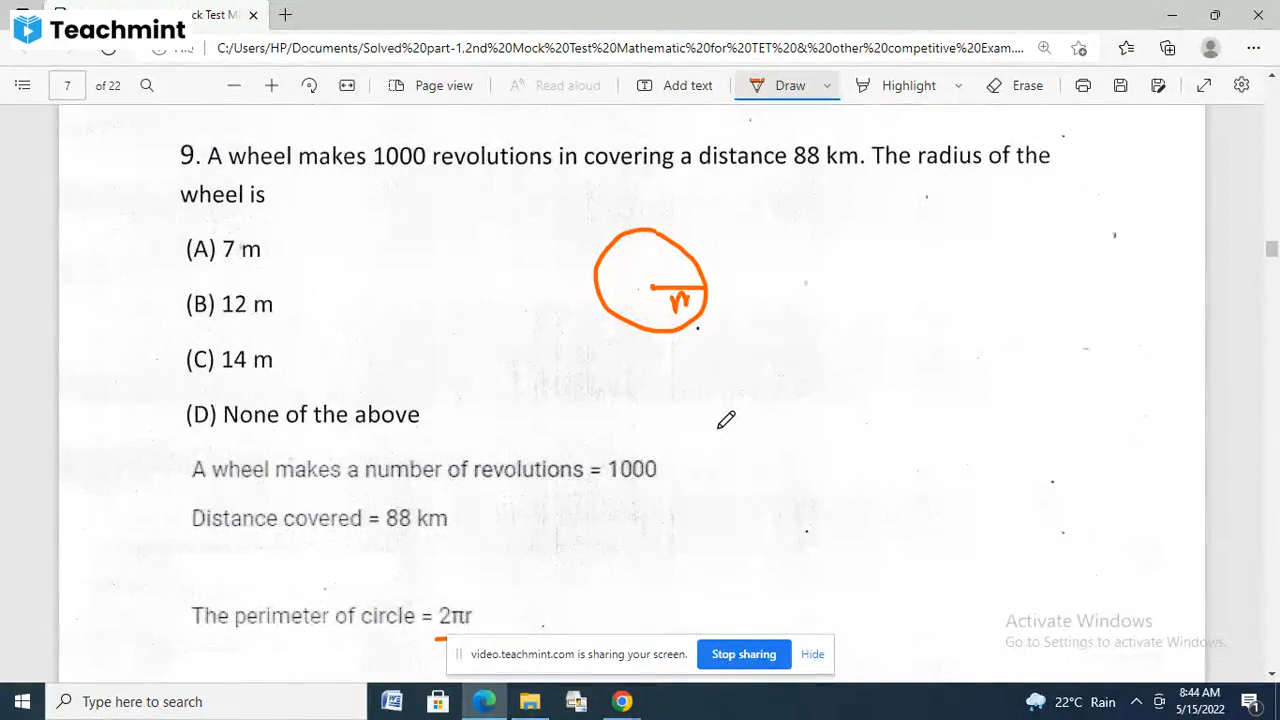 ck Test M
Teachmint
C:/Users/HP/Documents/Solved%20part-1,2nd%20Mock%20Test%20Mathematic%20for%20TET%20&%20other%20competitive%20Exam....
7 of 22
Page view
Read aloud
Add text
Draw
Highlight
Erase
9. A wheel makes 1000 revolutions in covering a distance 88 km. The radius of the
wheel is
(A) 7 m
r
(B) 12 m
(C) 14 m
(D) None of the above
A wheel makes a number of revolutions = 1000
Distance covered = 88 km
The perimeter of circle = 2πr
Activate Windows
Go to Settings to activate Windows.
video.teachmint.com is sharing your screen.
Stop sharing
Hide
Type here to search
22°C Rain
8:44 AM
5/15/2022
1